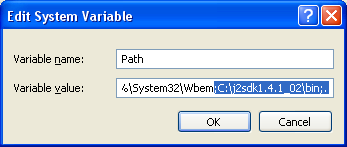 Edit System Variable
Variable name: Path
Variable value: %\System32\Wbem;C:\j2sdk1.4.1_02\bin;.
OK Cancel